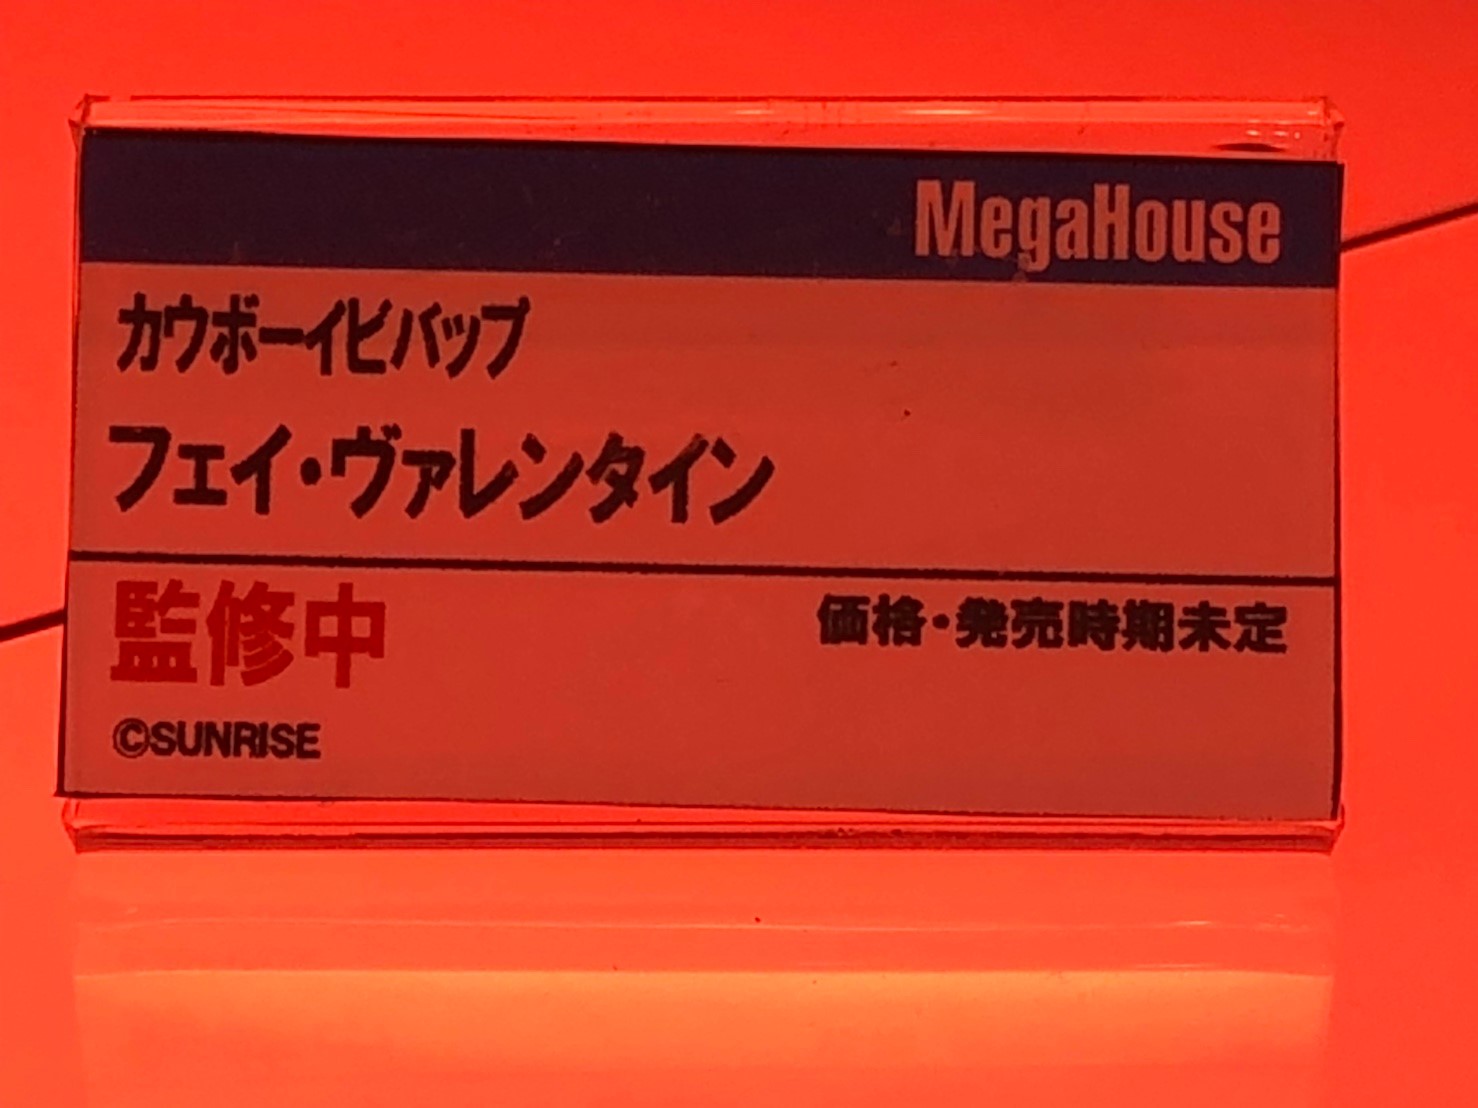 MegaHouse
カウボーイビバップ
フェイ・ヴァレンタイン
監修中
価格・発売時期未定
©SUNRISE